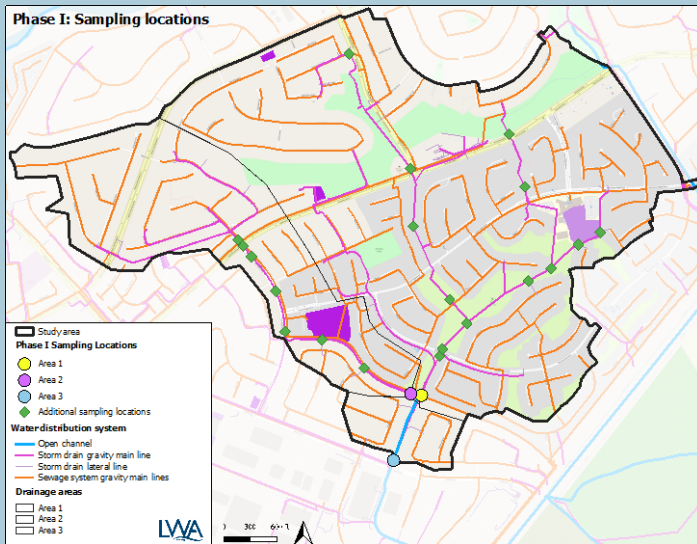 Phase I: Sampling locations
Study area
Phase I Sampling Locations
Area 1
Area 2
Area 3
Additional sampling locations
Water distribution system
Open channel
Storm drain gravity main line
Storm drain lateral line
Sewage system gravity main lines
Drainage areas
Area 1
Area 2
Area 3
LWA
300